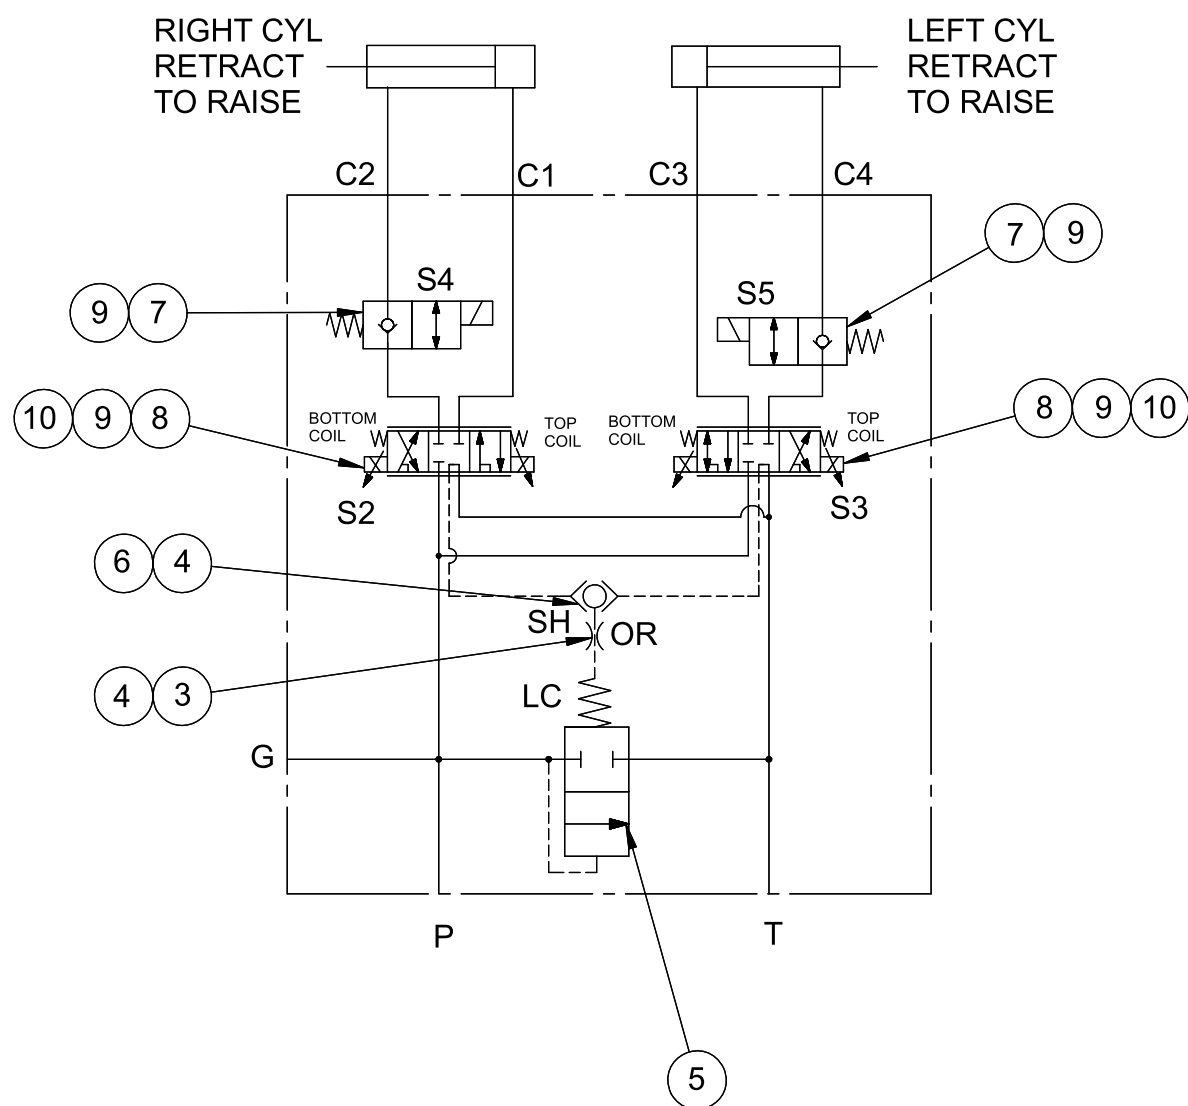 RIGHT CYL
RETRACT
TO RAISE
LEFT CYL
RETRACT
TO RAISE
C2
C1
C3
C4
7 9
S4
S5
9 7
10 9 8
BOTTOM
COIL
TOP
COIL
BOTTOM
COIL
TOP
COIL
8 9 10
S2
S3
6 4
SH
OR
4 3
LC
G
P
T
5